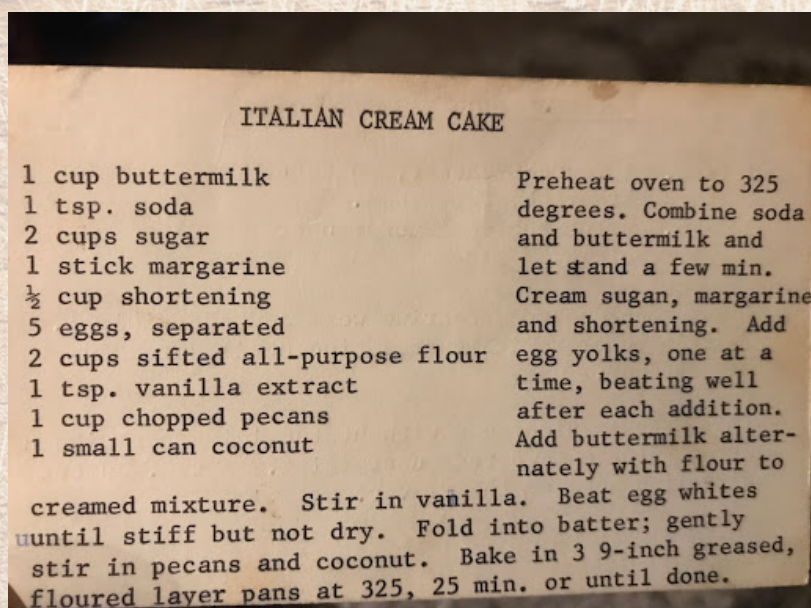 ITALIAN CREAM CAKE
1 cup buttermilk
1 tsp. soda
2 cups sugar
1 stick margarine
½ cup shortening
5 eggs, separated
2 cups sifted all-purpose flour
1 tsp. vanilla extract
1 cup chopped pecans
1 small can coconut
Preheat oven to 325
degrees. Combine soda
and buttermilk and
let stand a few min.
Cream sugan, margarine
and shortening. Add
egg yolks, one at a
time, beating well
after each addition.
Add buttermilk alter-
nately with flour to
creamed mixture. Stir in vanilla. Beat egg whites
uuntil stiff but not dry. Fold into batter; gently
stir in pecans and coconut. Bake in 3 9-inch greased,
floured layer pans at 325, 25 min. or until done.